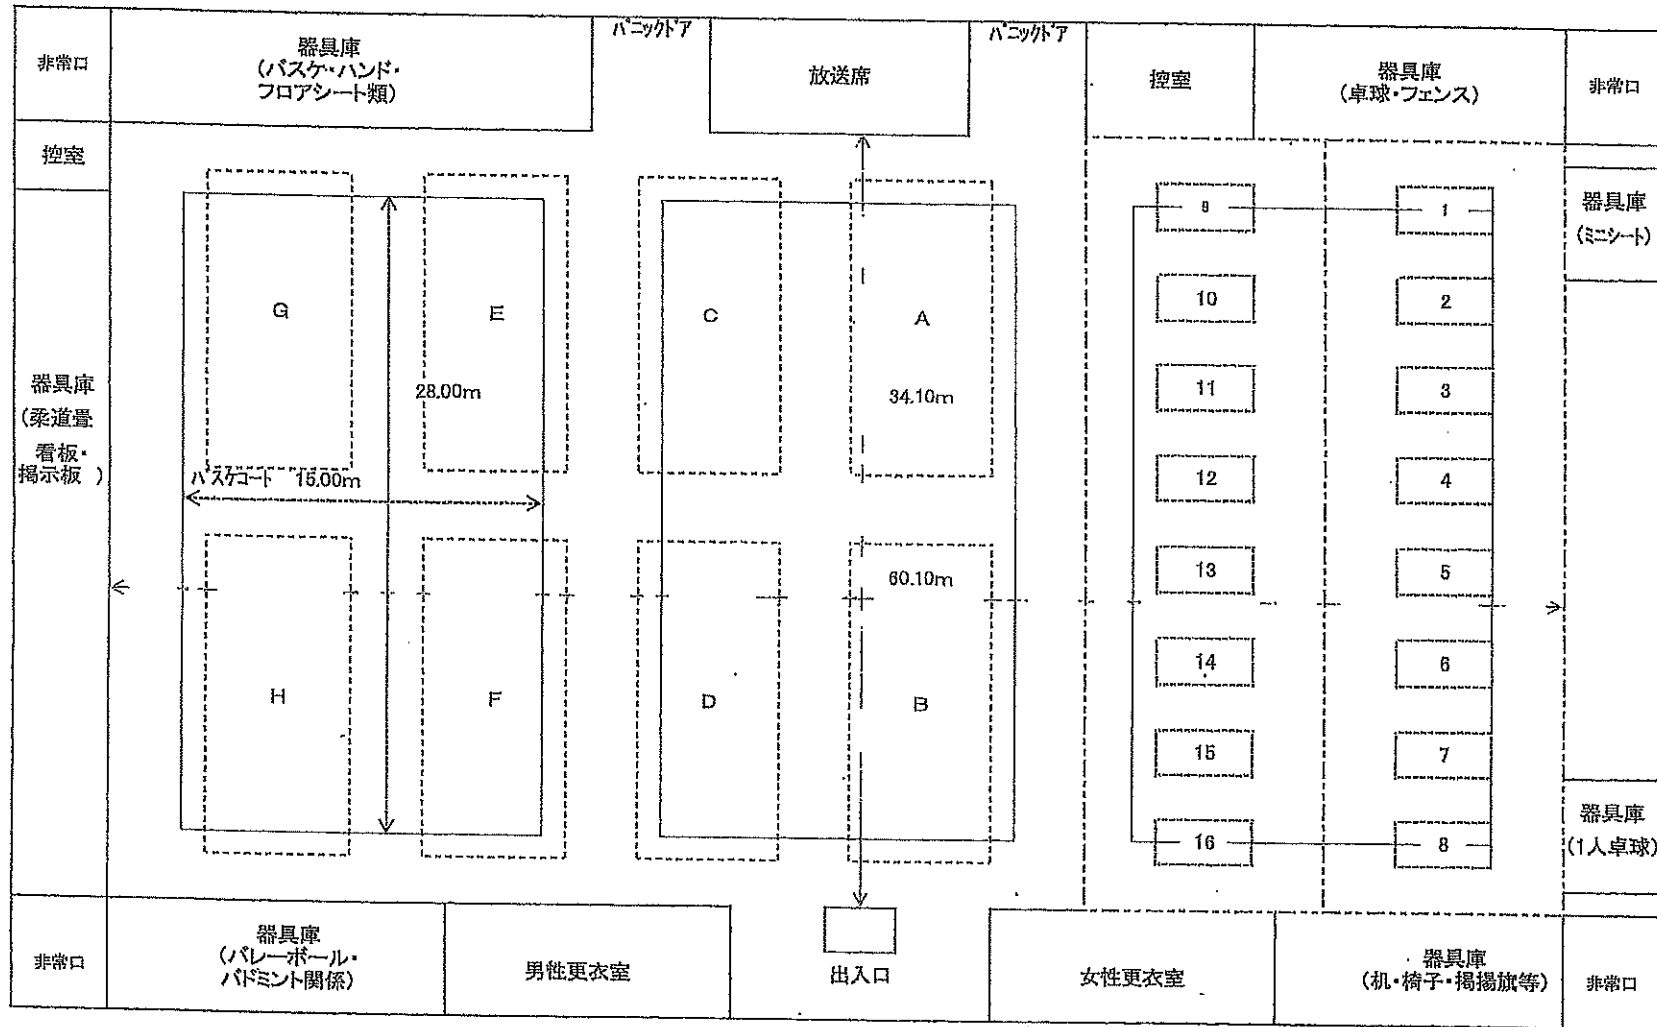 非常口
器具庫
(バスケ・ハンド・
フロアシート類)
パニックドア
放送席
パニックドア
控室
器具庫
(卓球・フェンス)
非常口
控室
器具庫
(ミニシート)
9
1
G
E
C
A
10
2
器具庫
(柔道畳
看板・
掲示板 )
28.00m
34.10m
11
3
バスケコート 15.00m
12
4
60.10m
13
5
H
F
D
B
14
6
15
7
16
8
器具庫
(1人卓球)
非常口
器具庫
(バレーボール・
バドミント関係)
男性更衣室
出入口
女性更衣室
器具庫
(机・椅子・掲揚旗等)
非常口